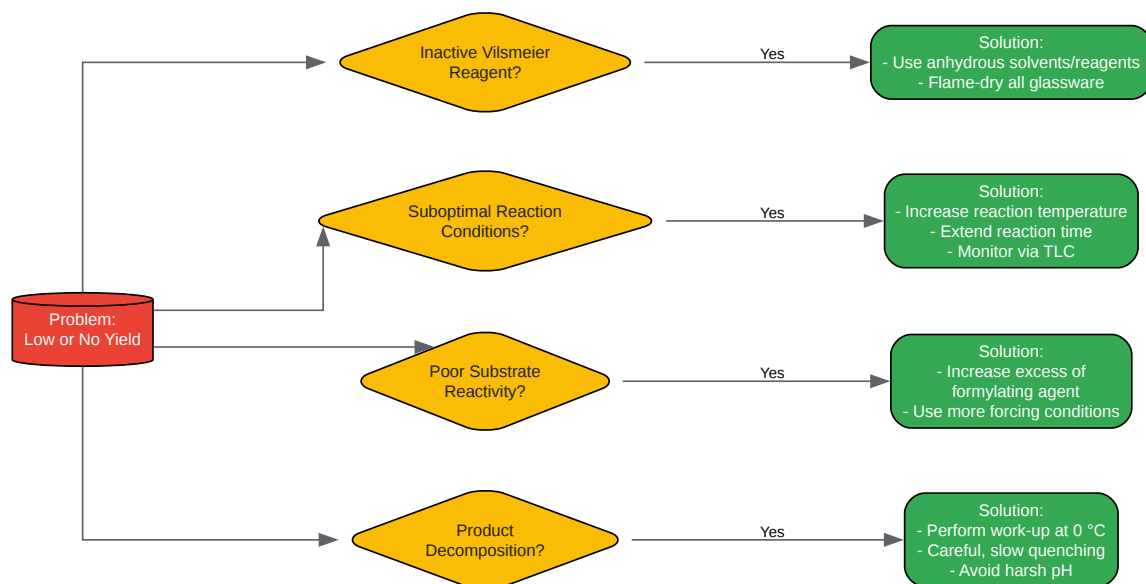 Inactive Vilsmeier
Reagent?
Yes
Solution:
- Use anhydrous solvents/reagents
- Flame-dry all glassware
Suboptimal Reaction
Conditions?
Yes
Solution:
- Increase reaction temperature
- Extend reaction time
- Monitor via TLC
Problem:
Low or No Yield
Poor Substrate
Reactivity?
Yes
Solution:
- Increase excess of
formylating agent
- Use more forcing conditions
Product
Decomposition?
Yes
Solution:
- Perform work-up at 0 °C
- Careful, slow quenching
- Avoid harsh pH